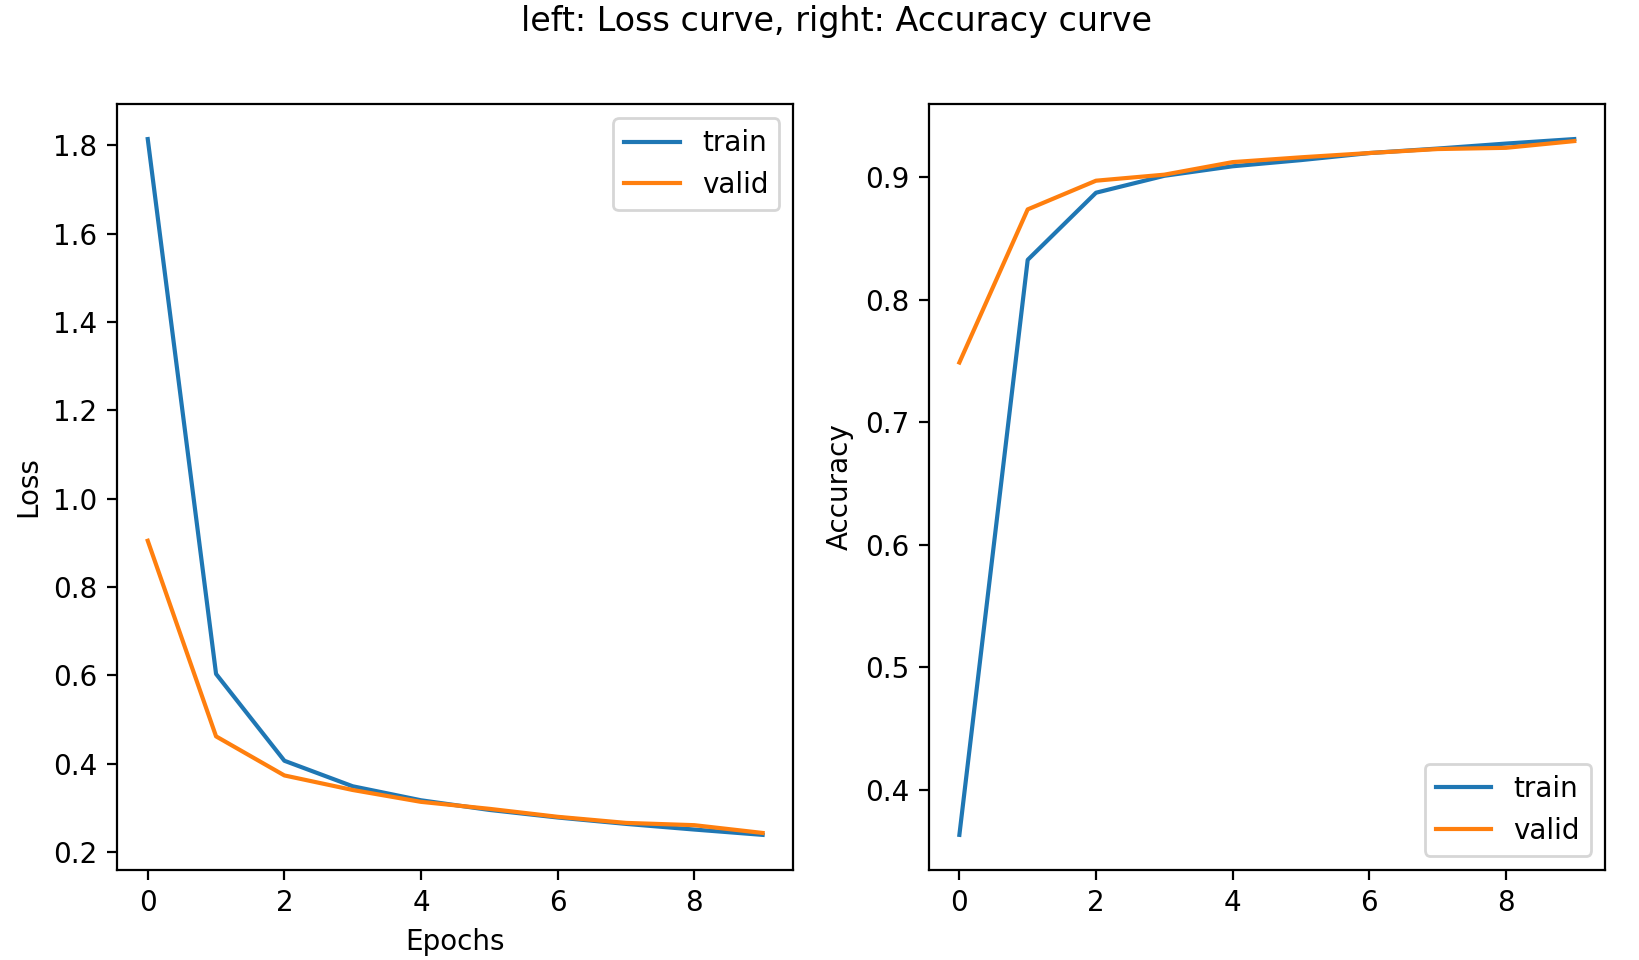 left: Loss curve, right: Accuracy curve
1.8
1.6
1.4
1.2
1.0
0.8
0.6
0.4
0.2
Loss
0 2 4 6 8
Epochs
train
valid
0.9
0.8
0.7
0.6
0.5
0.4
Accuracy
0 2 4 6 8
train
valid